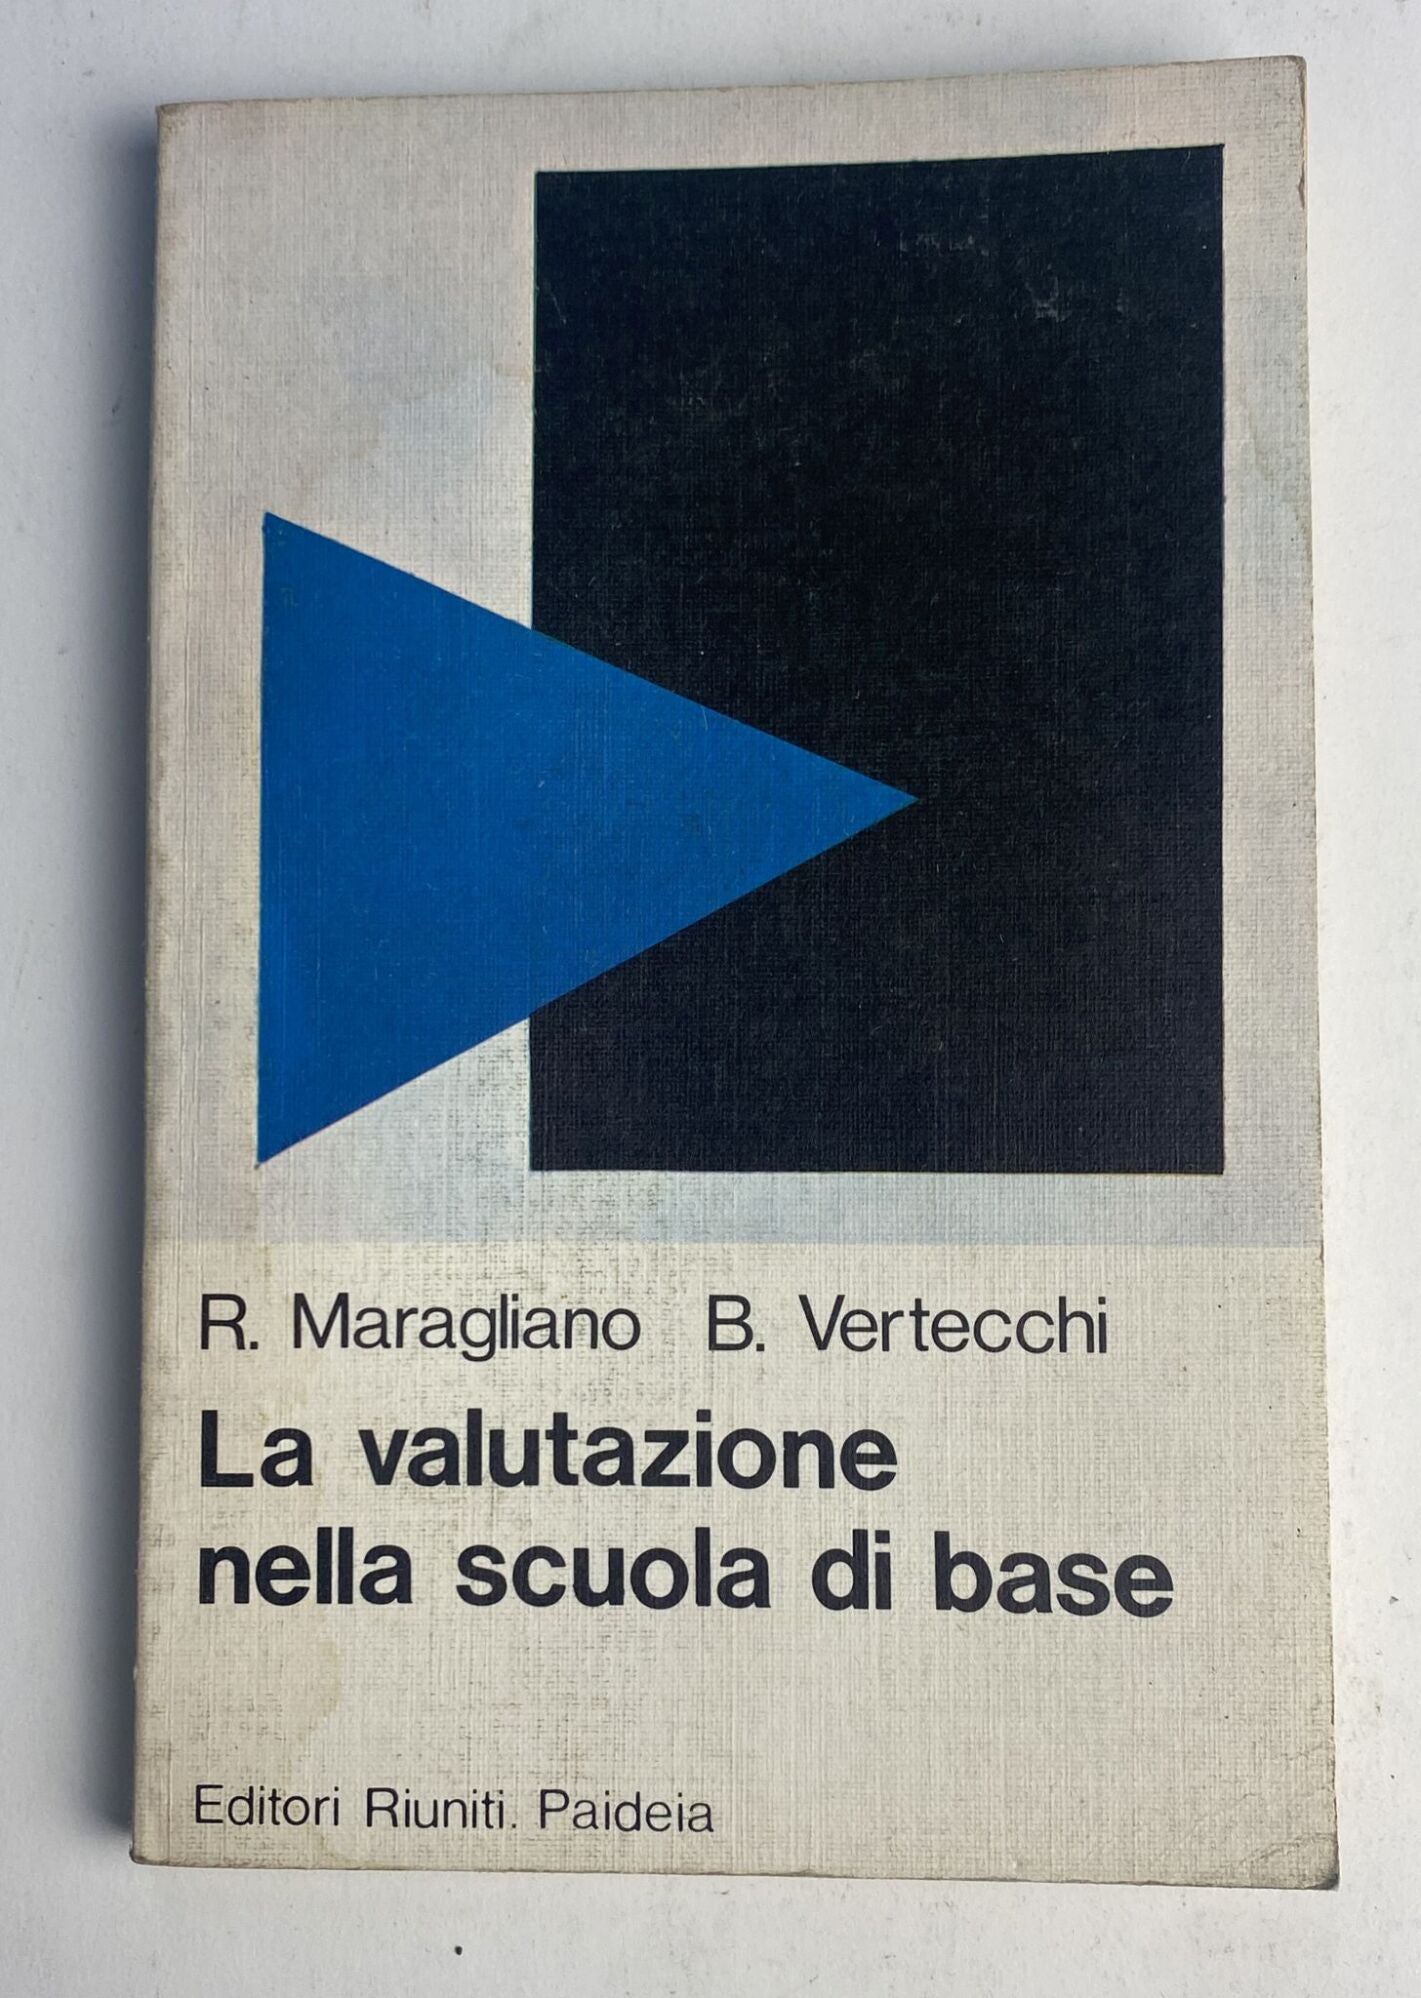 R. Maragliano B. Vertecchi
La valutazione
nella scuola di base
Editori Riuniti. Paideia